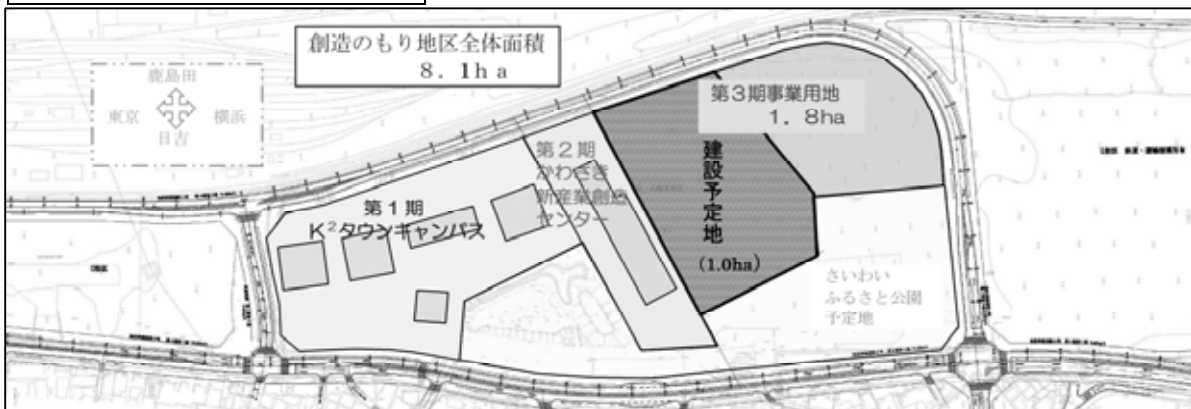 創造のもり地区全体面積
8.1ha
鹿島田
東京
横浜
日吉
第3期事業用地
1.8ha
第2期
かわさき
新産業創造
センター
建設予定地
(1.0ha)
第1期
K²タウンキャンパス
さいわい
ふるさと公園
予定地